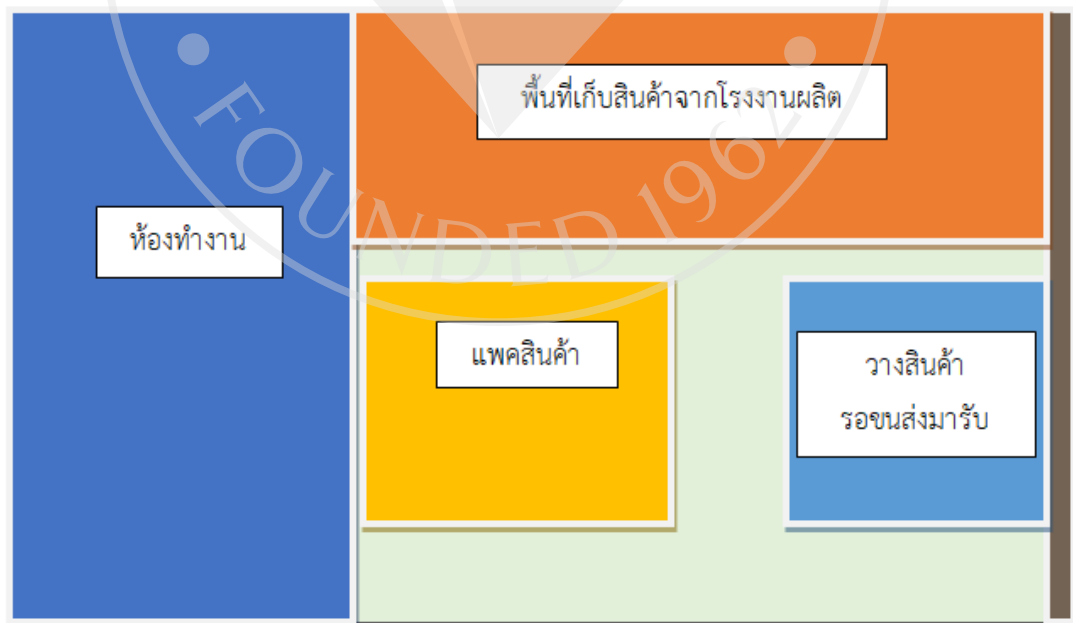 พื้นที่เก็บสินค้าจากโรงงานผลิต
ห้องทำงาน
แพคสินค้า
วางสินค้า
รอขนส่งมารับ
FOUNDED 1962